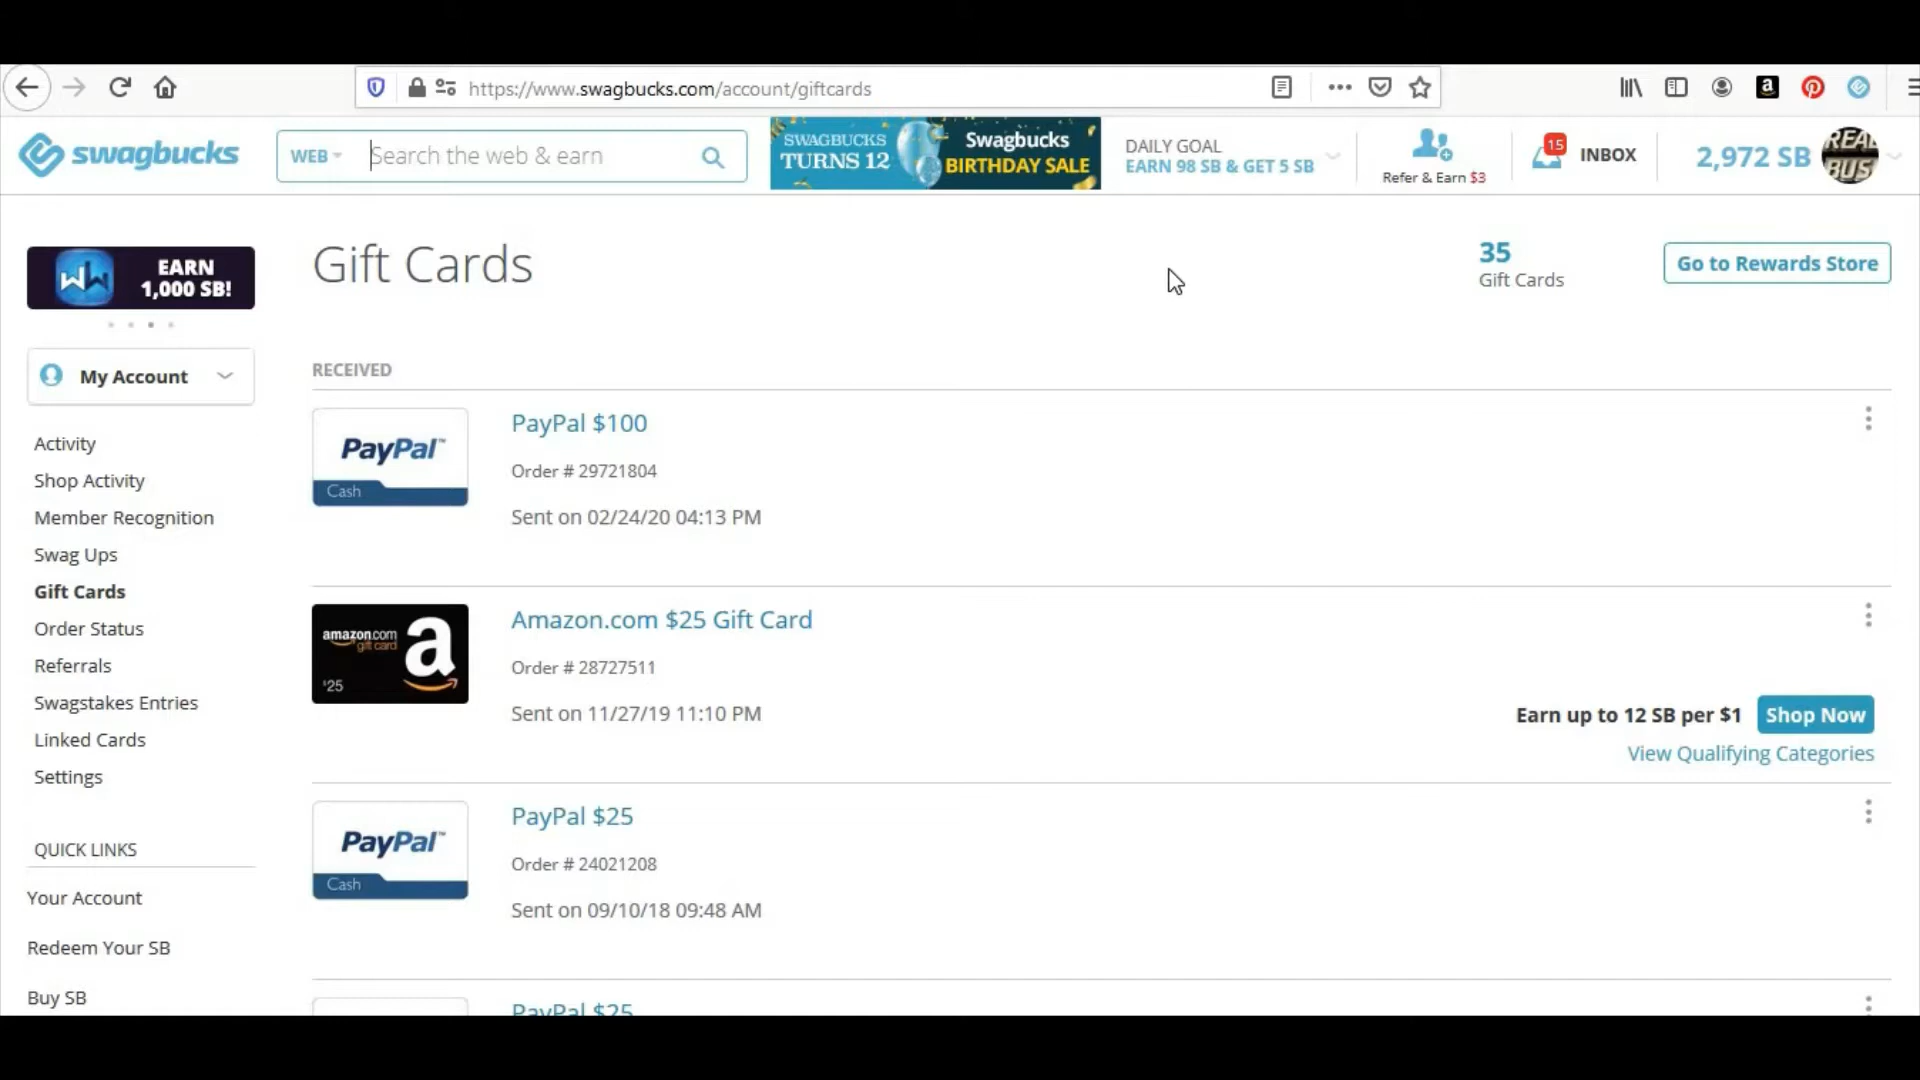 https://www.swagbucks.com/account/giftcards
swagbucks
WEB
Search the web & earn
SWAGBUCKS
TURNS 12
Swagbucks
BIRTHDAY SALE
DAILY GOAL
EARN 98 SB & GET 5 SB
Refer & Earn $3
15
INBOX
2,972 SB
REAL
BUS
EARN
1,000 SB!
Gift Cards
35
Gift Cards
Go to Rewards Store
My Account
Activity
Shop Activity
Member Recognition
Swag Ups
Gift Cards
Order Status
Referrals
Swagstakes Entries
Linked Cards
Settings
QUICK LINKS
Your Account
Redeem Your SB
Buy SB
RECEIVED
PayPal™
Cash
PayPal $100
Order # 29721804
Sent on 02/24/20 04:13 PM
amazon.com
gift card
a
$25
Amazon.com $25 Gift Card
Order # 28727511
Sent on 11/27/19 11:10 PM
Earn up to 12 SB per $1
Shop Now
View Qualifying Categories
PayPal™
Cash
PayPal $25
Order # 24021208
Sent on 09/10/18 09:48 AM
PayPal $25